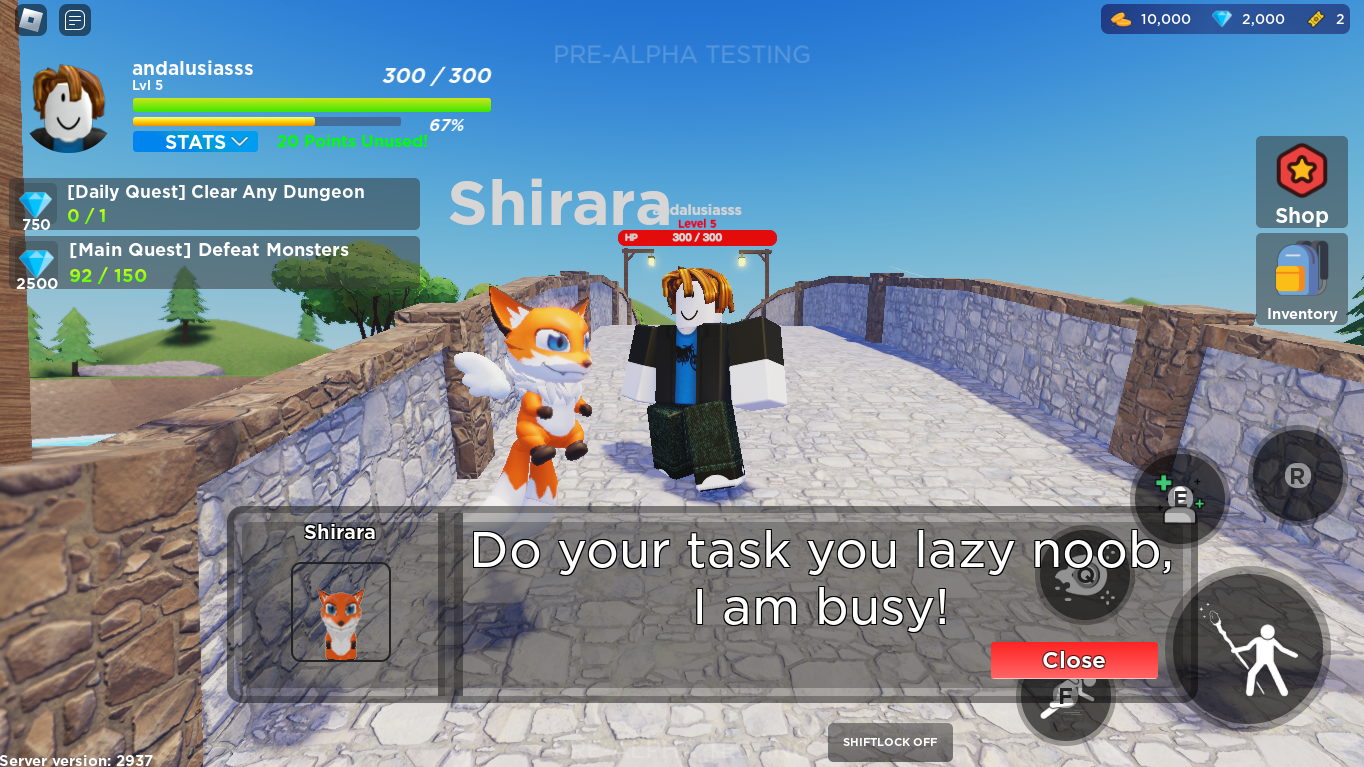 10,000
2,000
2
PRE-ALPHA TESTING
andalusiasss
Lvl 5
300 / 300
67%
STATS
20 Points Unused!
[Daily Quest] Clear Any Dungeon
0 / 1
750
[Main Quest] Defeat Monsters
92 / 150
2500
Shop
Inventory
Shirara
andalusiasss
Level 5
HP 300 / 300
R
E
Q
F
Shirara
Do your task you lazy noob,
I am busy!
Close
SHIFTLOCK OFF
PRE-ALPHA TESTING
Server version: 2937